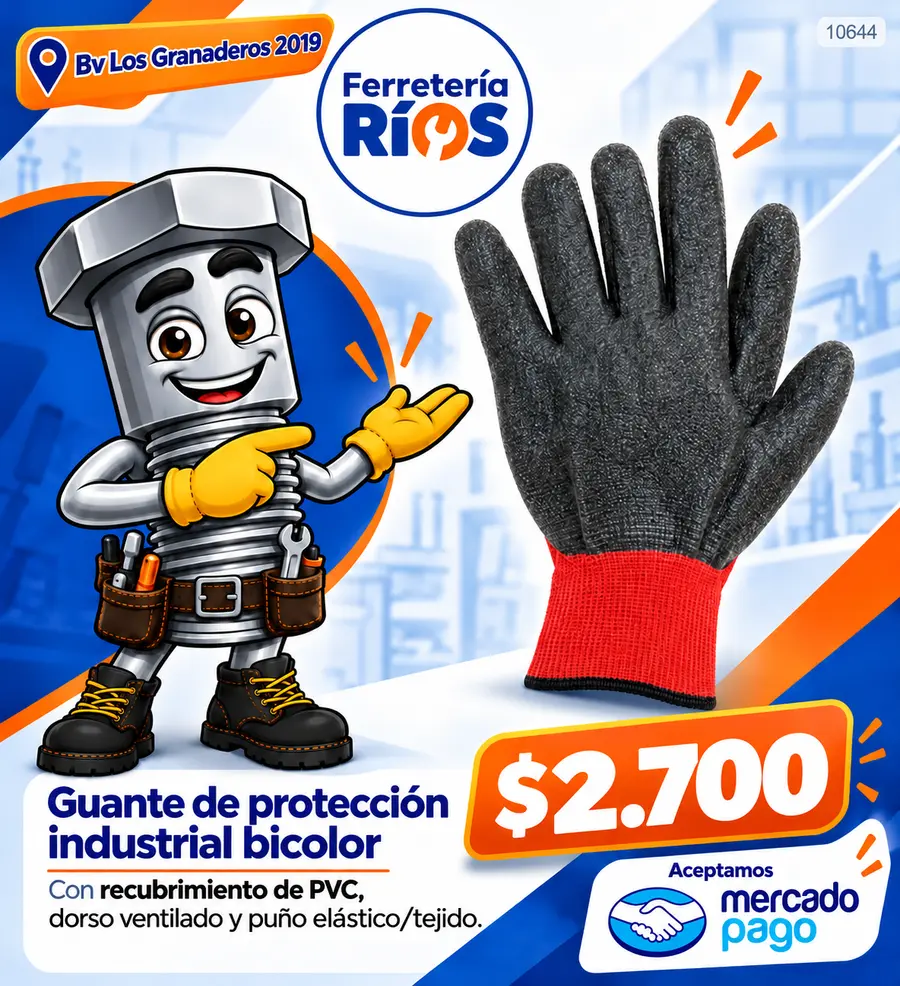 Bv Los Granaderos 2019
Ferretería
Ríos
10644
$2.700
Guante de protección
industrial bicolor
Con recubrimiento de PVC,
dorso ventilado y puño elástico/tejido.
Aceptamos
mercado
pago